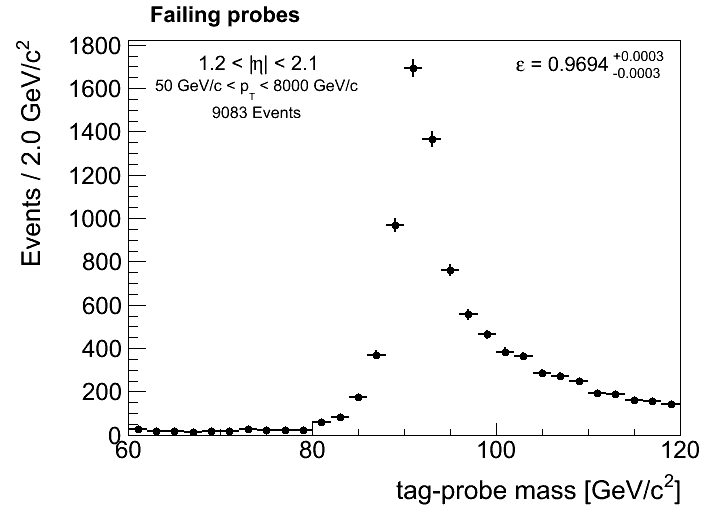 Failing probes
1.2 < |η| < 2.1
50 GeV/c < p_T < 8000 GeV/c
9083 Events
ε = 0.9694 +0.0003 -0.0003
Events / 2.0 GeV/c²
1800
1600
1400
1200
1000
800
600
400
200
0
60 80 100 120
tag-probe mass [GeV/c²]